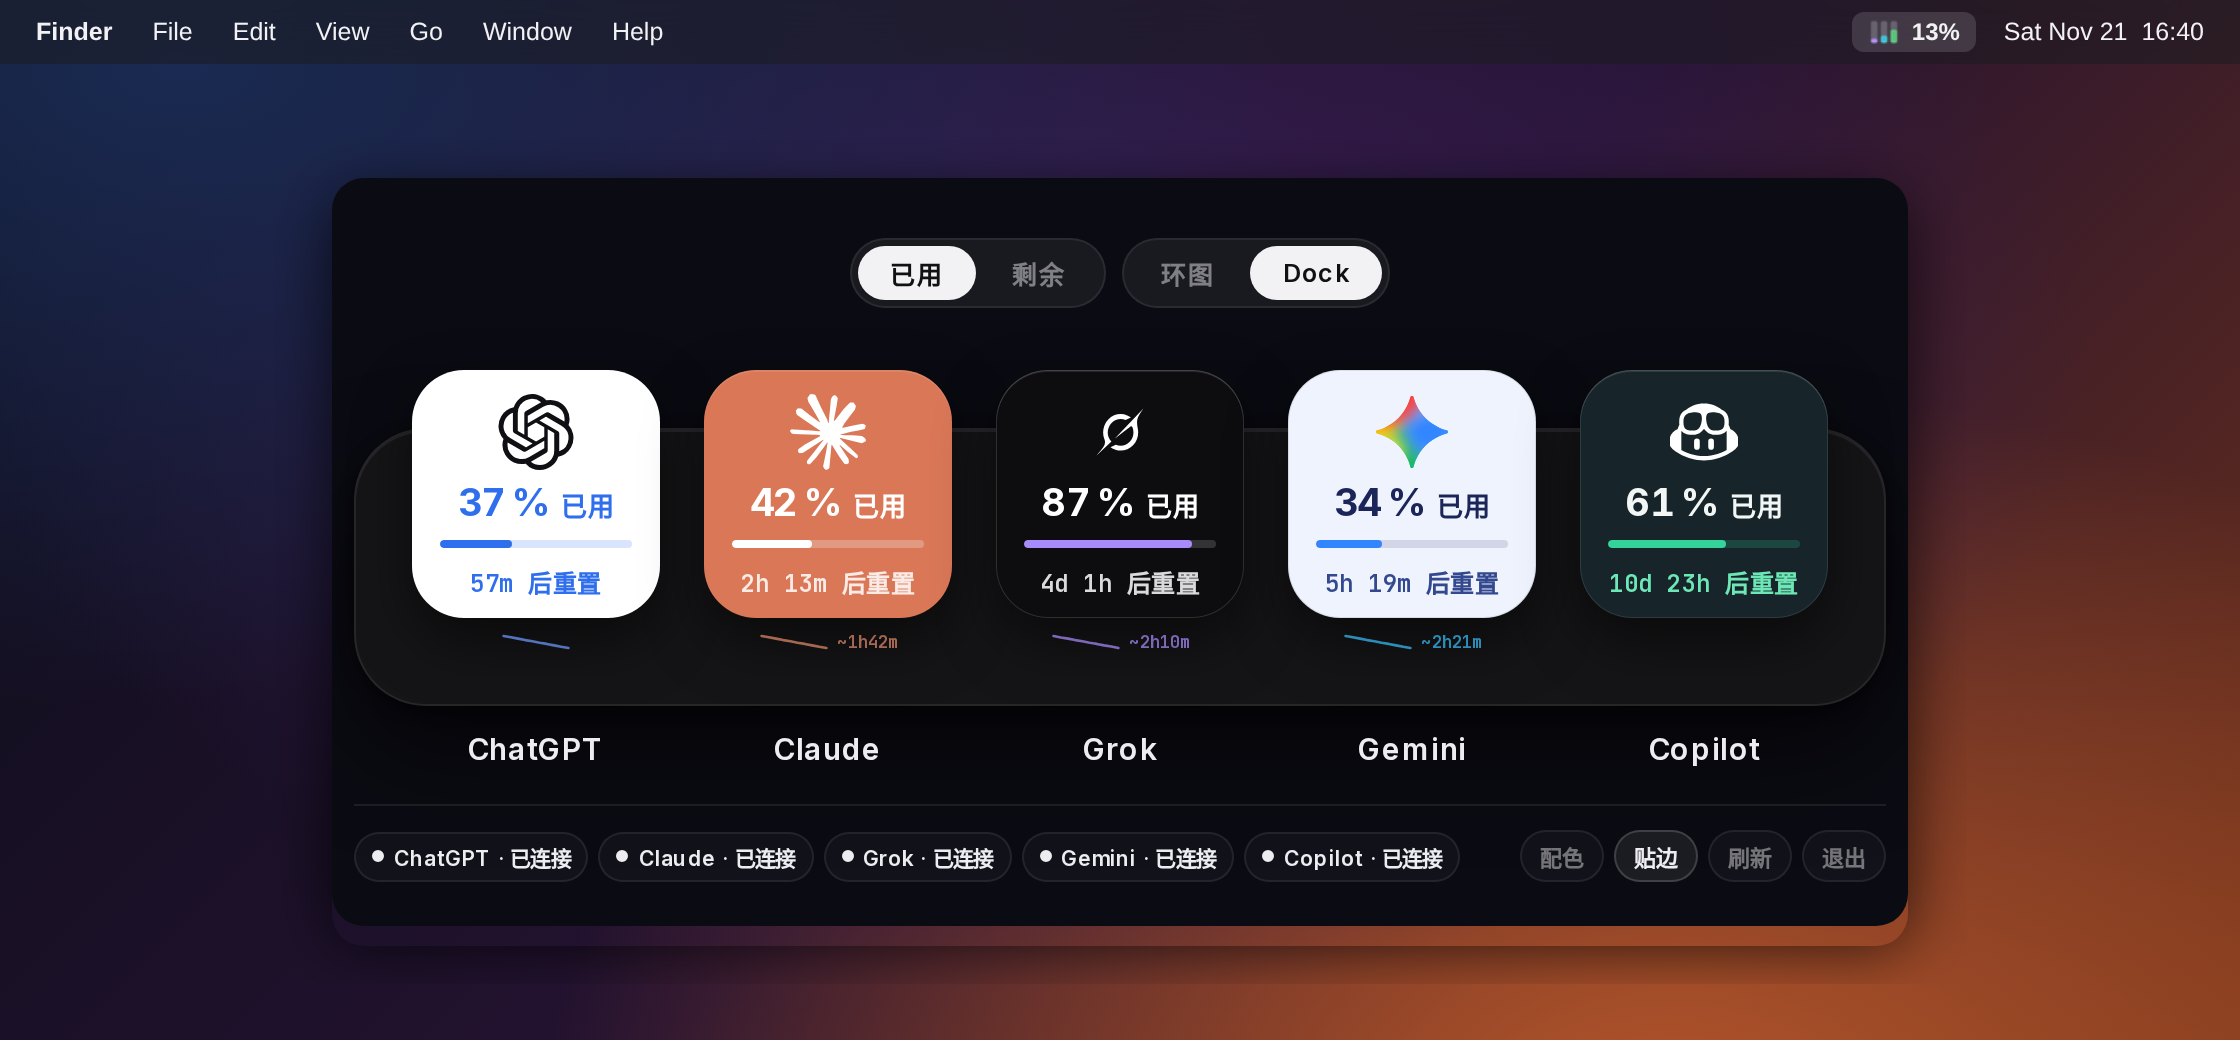 Finder File Edit View Go Window Help 13% Sat Nov 21 16:40
已用 剩余 环图 Dock
37% 已用
57m 后重置
42% 已用
2h 13m 后重置
~1h42m
87% 已用
4d 1h 后重置
~2h10m
34% 已用
5h 19m 后重置
~2h21m
61% 已用
10d 23h 后重置
ChatGPT Claude Grok Gemini Copilot
ChatGPT · 已连接 Claude · 已连接 Grok · 已连接 Gemini · 已连接 Copilot · 已连接 配色 贴边 刷新 退出